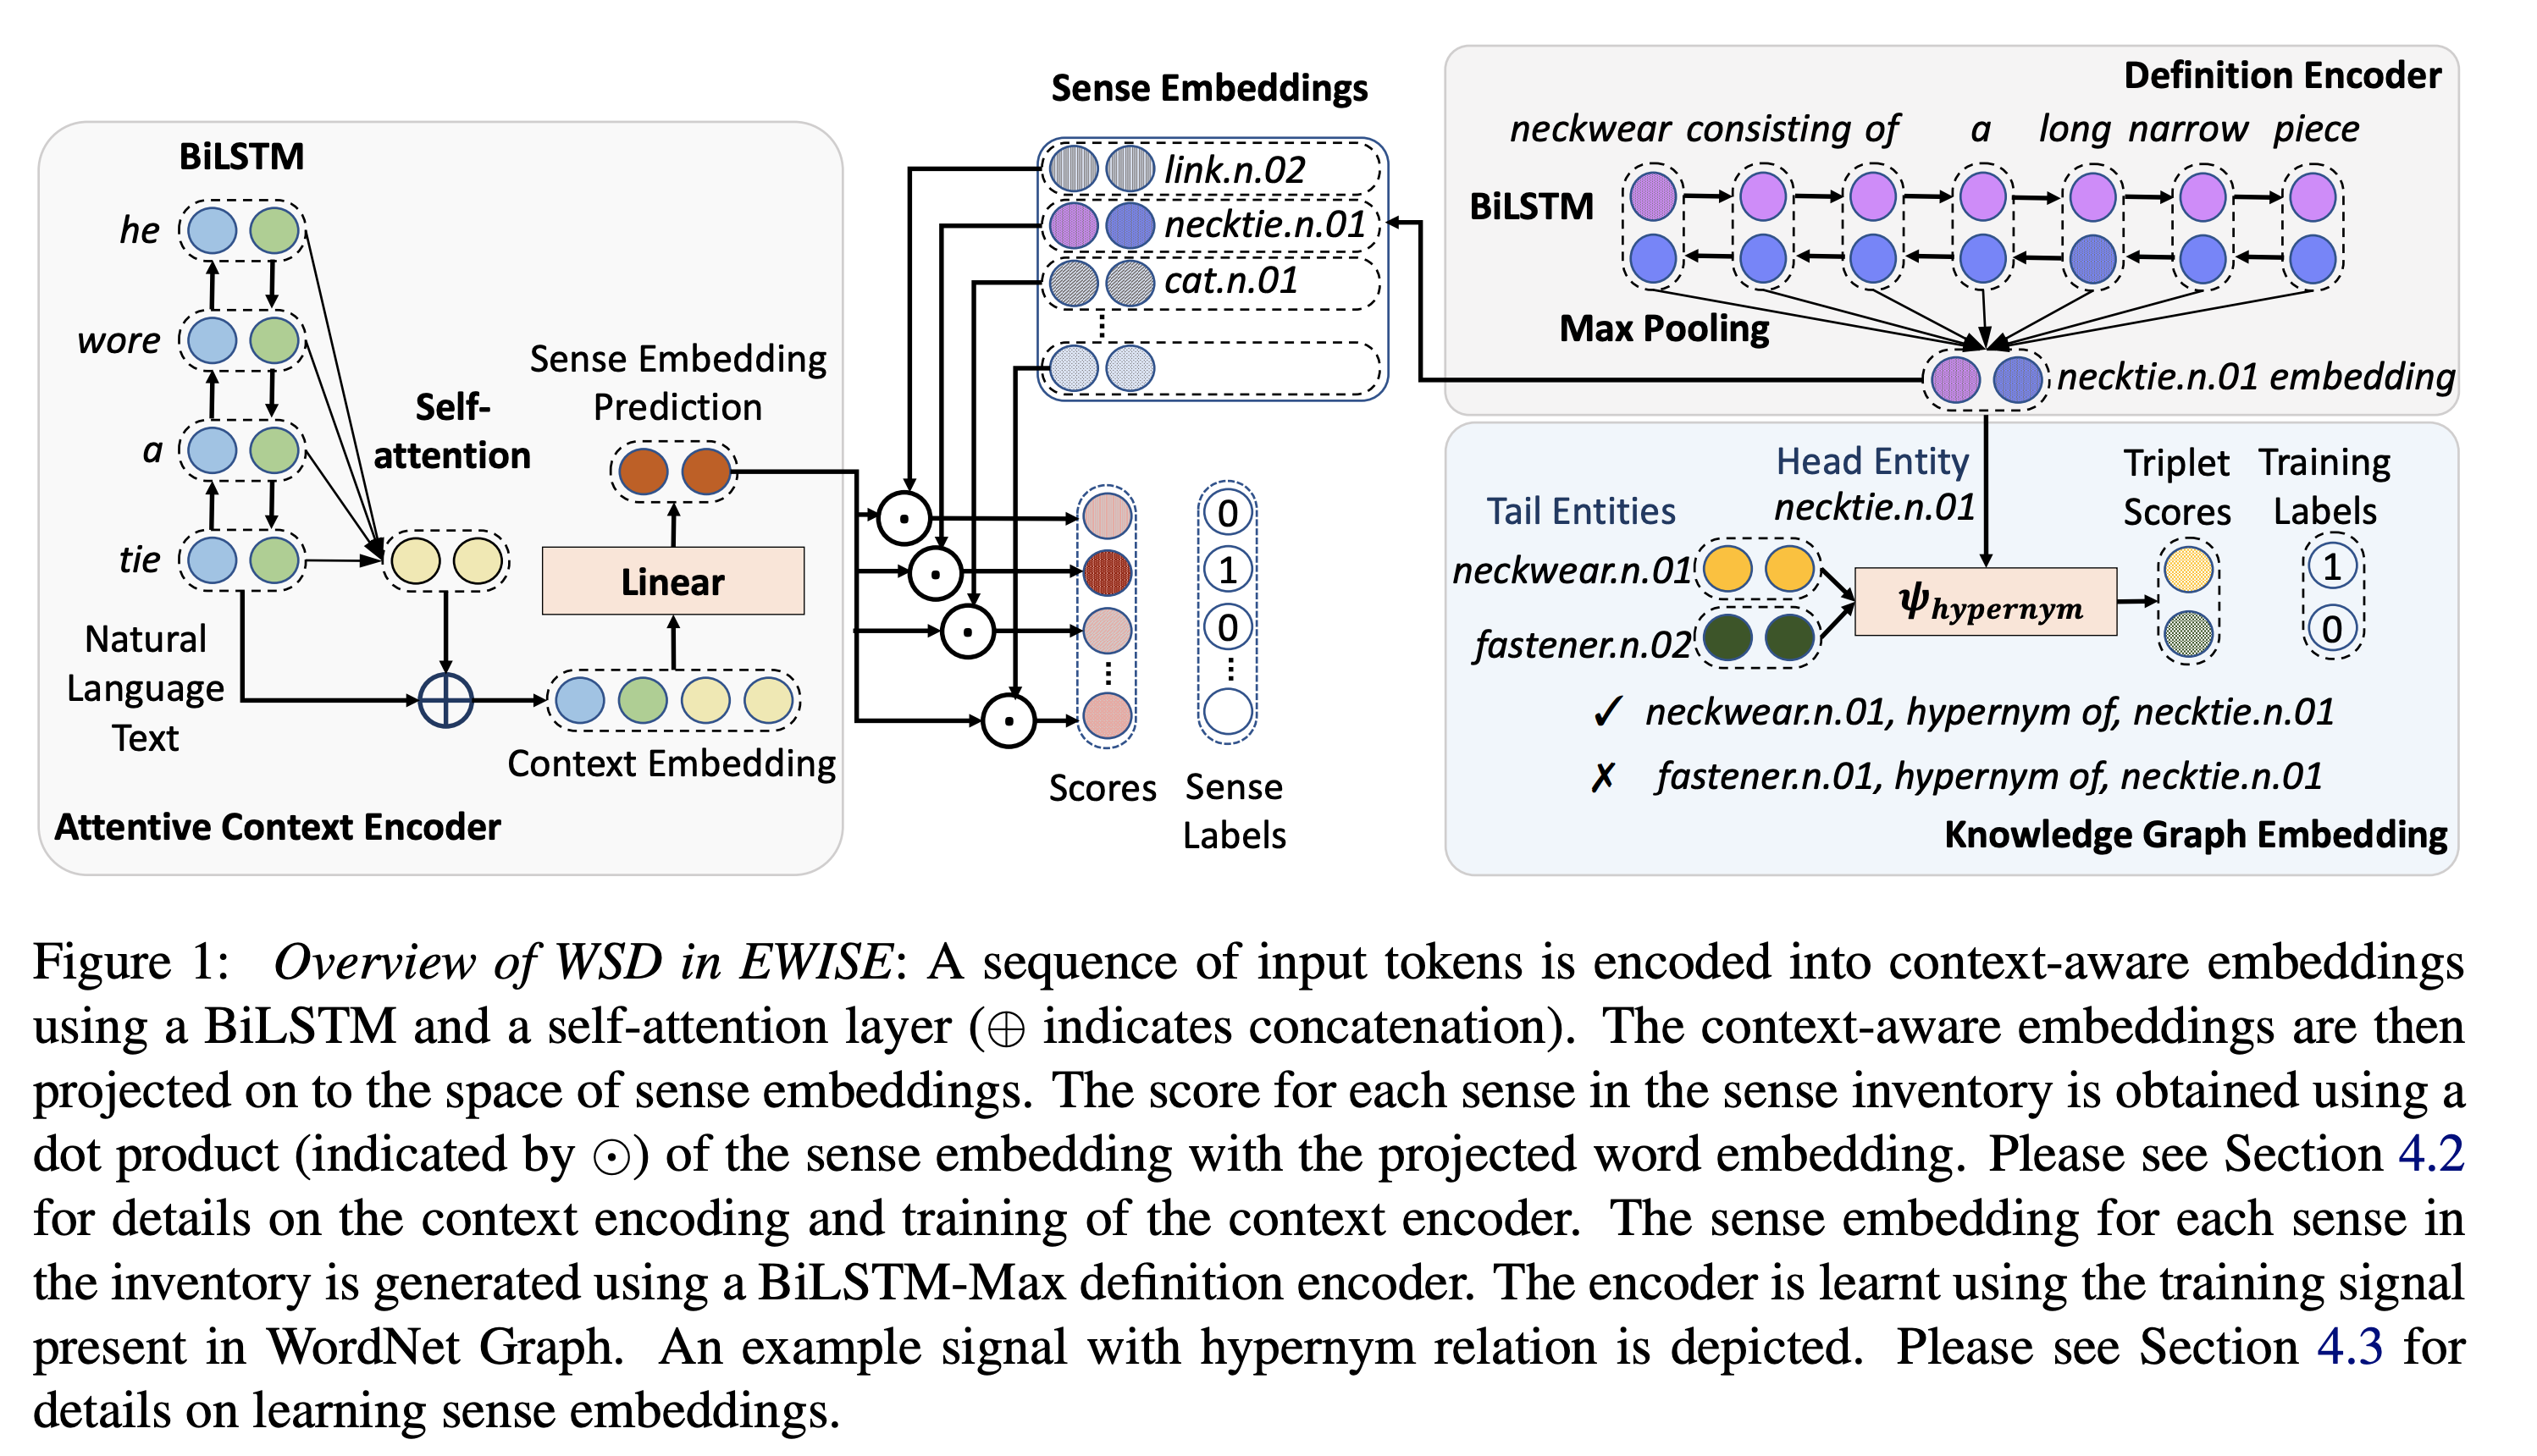 Sense Embeddings
Definition Encoder
neckwear consisting of a long narrow piece
BiLSTM
Max Pooling
necktie.n.01 embedding
BiLSTM
he
wore
a
tie
Self-
attention
Sense Embedding
Prediction
Linear
Natural
Language
Text
Context Embedding
Attentive Context Encoder
link.n.02
necktie.n.01
cat.n.01
0
1
0
Scores
Sense
Labels
Head Entity
necktie.n.01
Tail Entities
neckwear.n.01
fastener.n.02
ψhypernym
Triplet
Scores
Training
Labels
1
0
✓ neckwear.n.01, hypernym of, necktie.n.01
✗ fastener.n.01, hypernym of, necktie.n.01
Knowledge Graph Embedding
Figure 1: Overview of WSD in EWISE: A sequence of input tokens is encoded into context-aware embeddings
using a BiLSTM and a self-attention layer (⊕ indicates concatenation). The context-aware embeddings are then
projected on to the space of sense embeddings. The score for each sense in the sense inventory is obtained using a
dot product (indicated by ⊙) of the sense embedding with the projected word embedding. Please see Section 4.2
for details on the context encoding and training of the context encoder. The sense embedding for each sense in
the inventory is generated using a BiLSTM-Max definition encoder. The encoder is learnt using the training signal
present in WordNet Graph. An example signal with hypernym relation is depicted. Please see Section 4.3 for
details on learning sense embeddings.